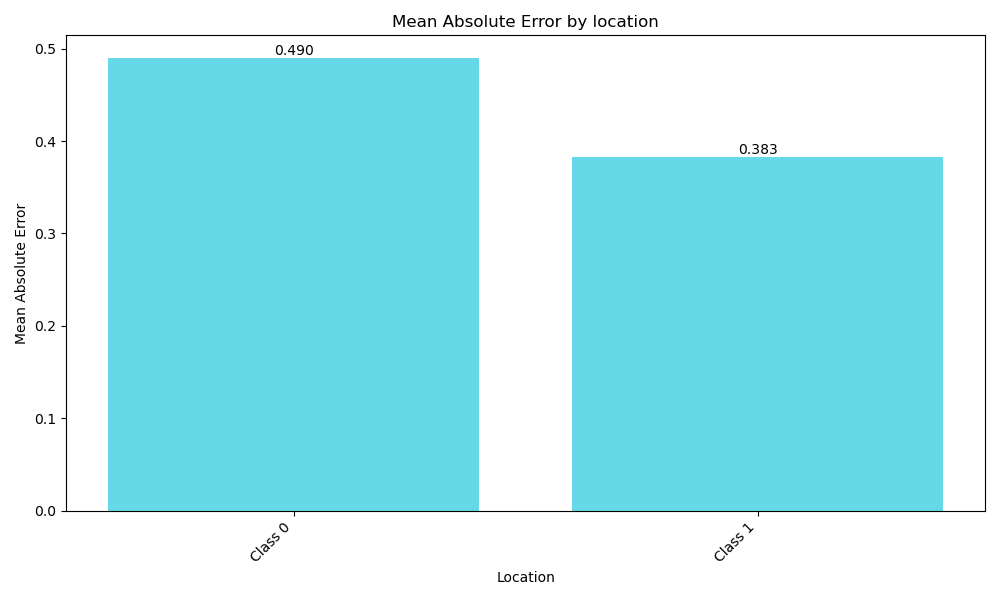 Mean Absolute Error by location
Mean Absolute Error
0.5
0.4
0.3
0.2
0.1
0.0
0.490
0.383
Class 0
Class 1
Location